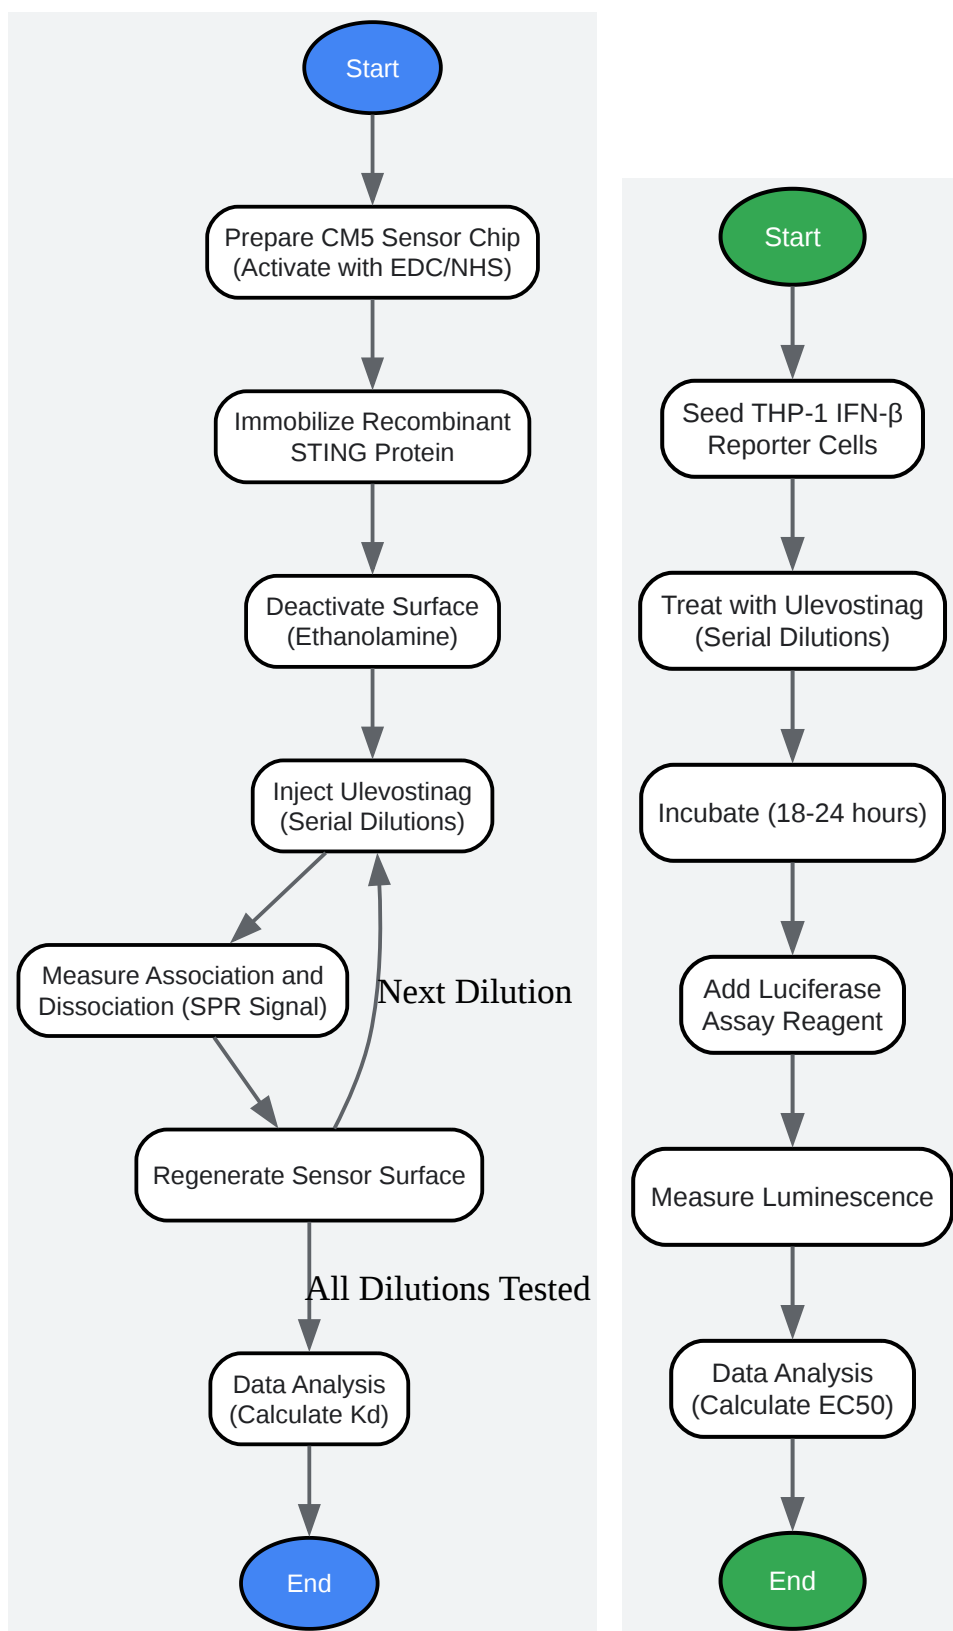 Start
Prepare CM5 Sensor Chip
(Activate with EDC/NHS)
Immobilize Recombinant
STING Protein
Deactivate Surface
(Ethanolamine)
Inject Ulevostinag
(Serial Dilutions)
Measure Association and
Dissociation (SPR Signal)
Next Dilution
Regenerate Sensor Surface
All Dilutions Tested
Data Analysis
(Calculate Kd)
End
Start
Seed THP-1 IFN-β
Reporter Cells
Treat with Ulevostinag
(Serial Dilutions)
Incubate (18-24 hours)
Add Luciferase
Assay Reagent
Measure Luminescence
Data Analysis
(Calculate EC50)
End